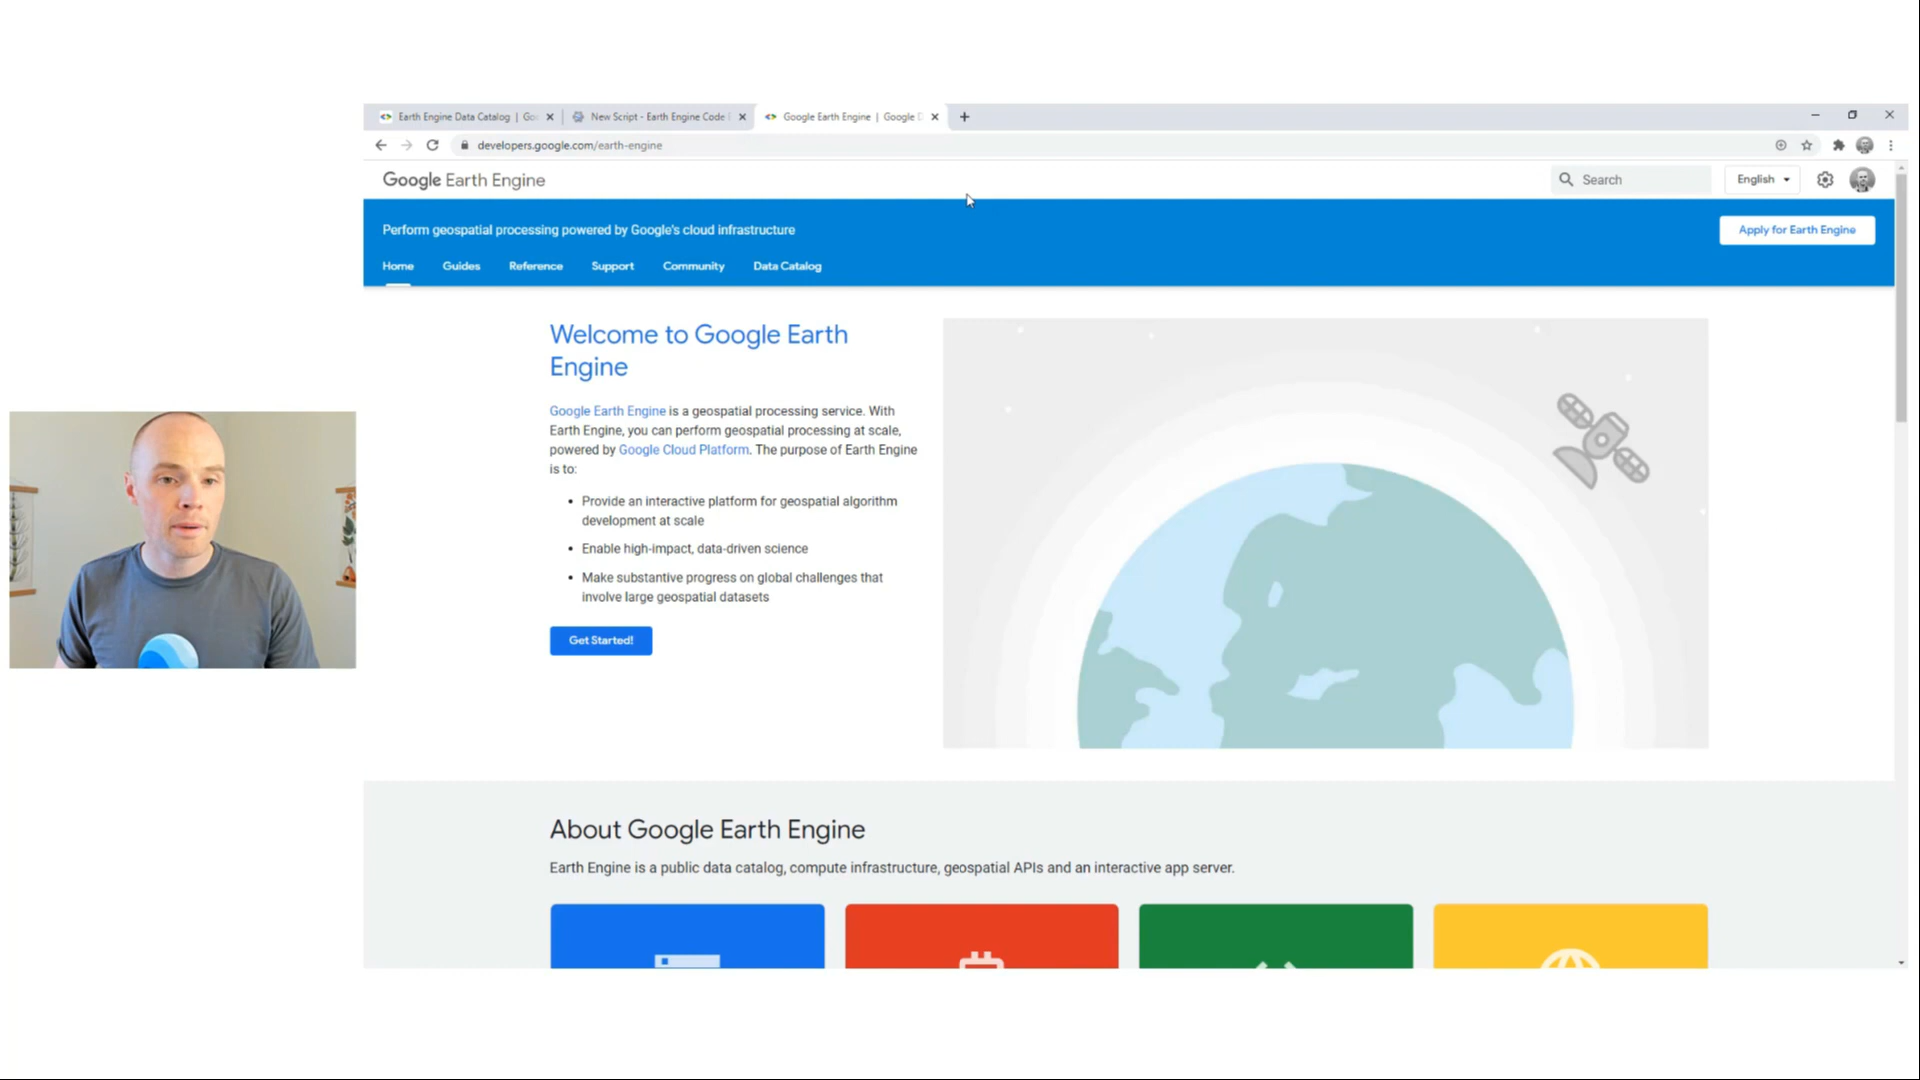 Earth Engine Data Catalog | Go
New Script - Earth Engine Code
Google Earth Engine | Google
developers.google.com/earth-engine
Google Earth Engine
Search
English
Perform geospatial processing powered by Google's cloud infrastructure
Apply for Earth Engine
Home
Guides
Reference
Support
Community
Data Catalog
Welcome to Google Earth
Engine
Google Earth Engine is a geospatial processing service. With
Earth Engine, you can perform geospatial processing at scale,
powered by Google Cloud Platform. The purpose of Earth Engine
is to:
• Provide an interactive platform for geospatial algorithm
development at scale
• Enable high-impact, data-driven science
• Make substantive progress on global challenges that
involve large geospatial datasets
Get Started!
About Google Earth Engine
Earth Engine is a public data catalog, compute infrastructure, geospatial APIs and an interactive app server.